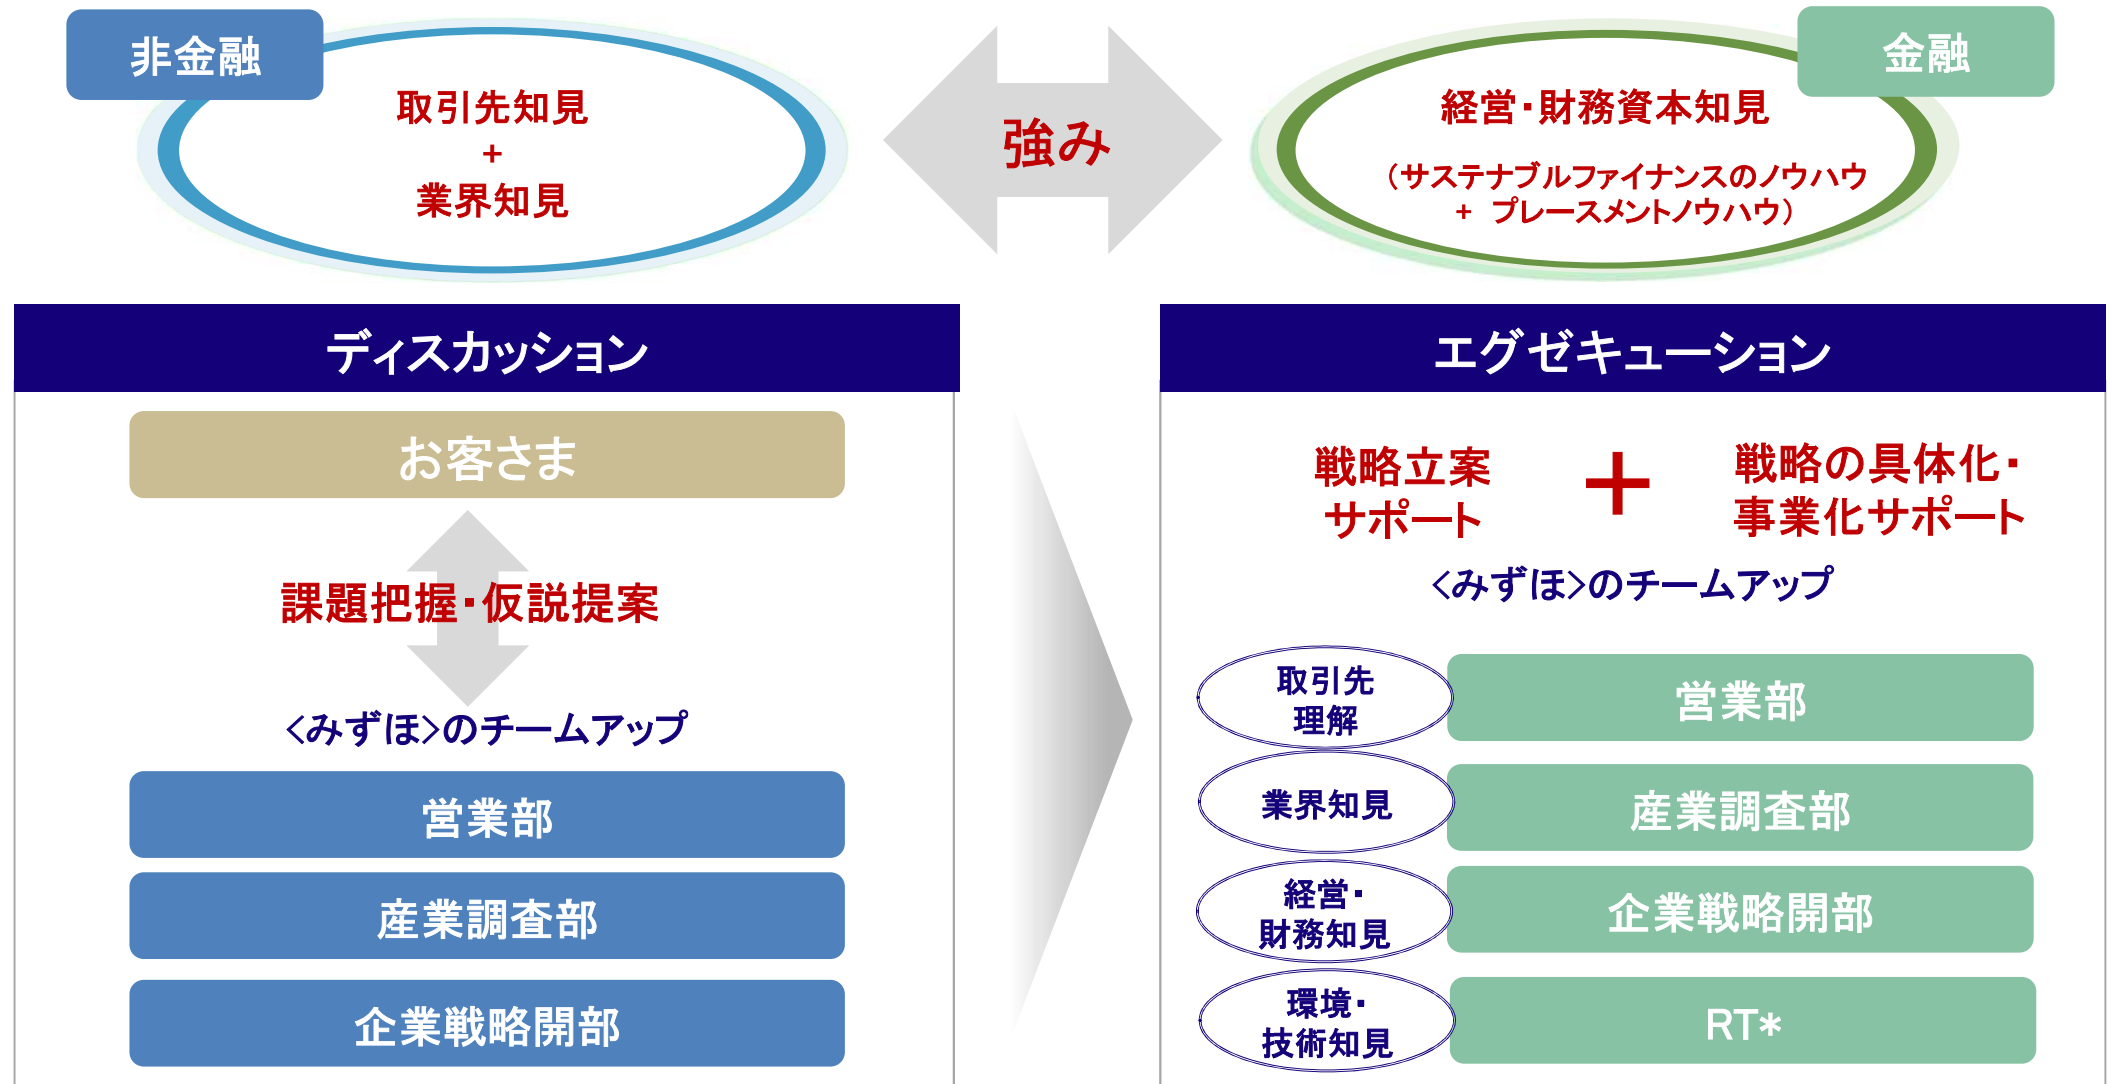 非金融
取引先知見
+
業界知見
強み
金融
経営・財務資本知見
（サステナブルファイナンスのノウハウ
+ プレースメントノウハウ）
ディスカッション
お客さま
課題把握・仮説提案
<みずほ>のチームアップ
営業部
産業調査部
企業戦略開部
エグゼキューション
戦略立案
サポート
+
戦略の具体化・
事業化サポート
<みずほ>のチームアップ
取引先
理解
営業部
業界知見
産業調査部
経営・
財務知見
企業戦略開部
環境・
技術知見
RT*